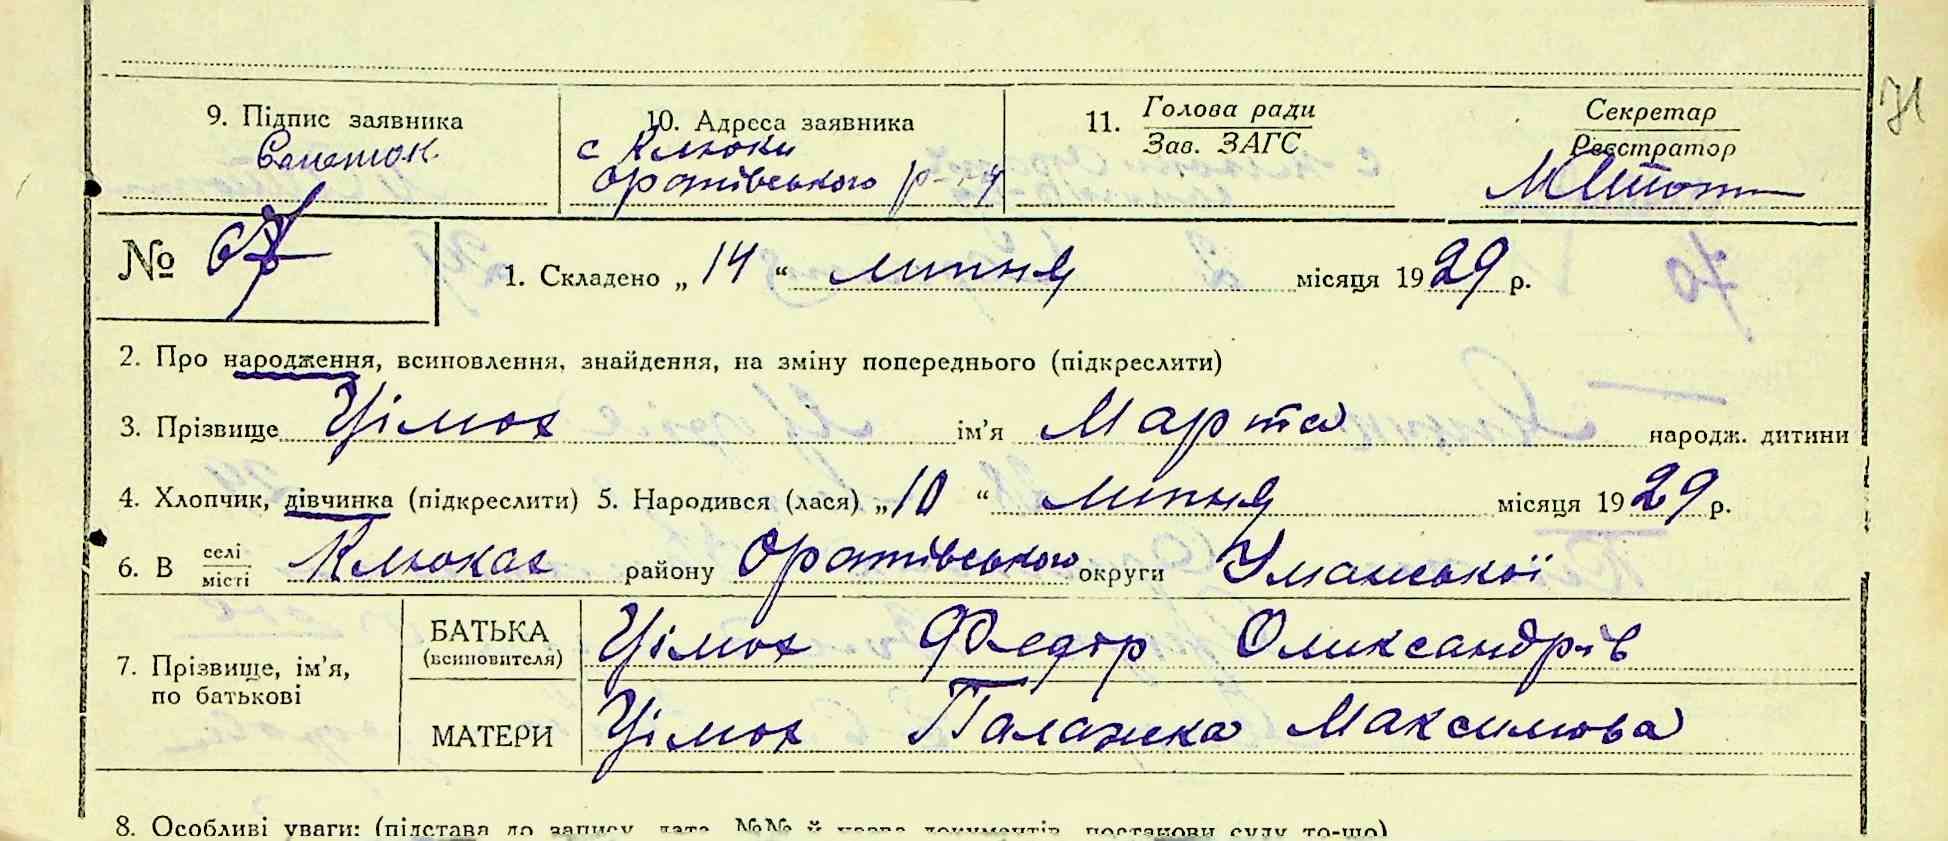 9. Підпис заявника
10. Адреса заявника
11. Голова ради
Зав. ЗАГС
Секретар
Реєстратор
с Клюки
Оратівського р-ну
№ 67
1. Складено „ 14 “ липня місяця 1929 р.
2. Про народження, всиновлення, знайдення, на зміну попереднього (підкреслити)
3. Прізвище Цімох ім’я Марта народж. дитини
4. Хлопчик, дівчинка (підкреслити) 5. Народився (лася) „ 10 “ липня місяця 1929 р.
6. В селі
місті Клюках району Оратівського округи Уманської
7. Прізвище, ім’я,
по батькові
БАТЬКА
(всиновителя) Цімох Федор Олександрів
МАТЕРИ Цімох Палажка Максимова
8. Особливі уваги: (підстава до запису, дата, №№ й назва документів, постанови суду то-що)